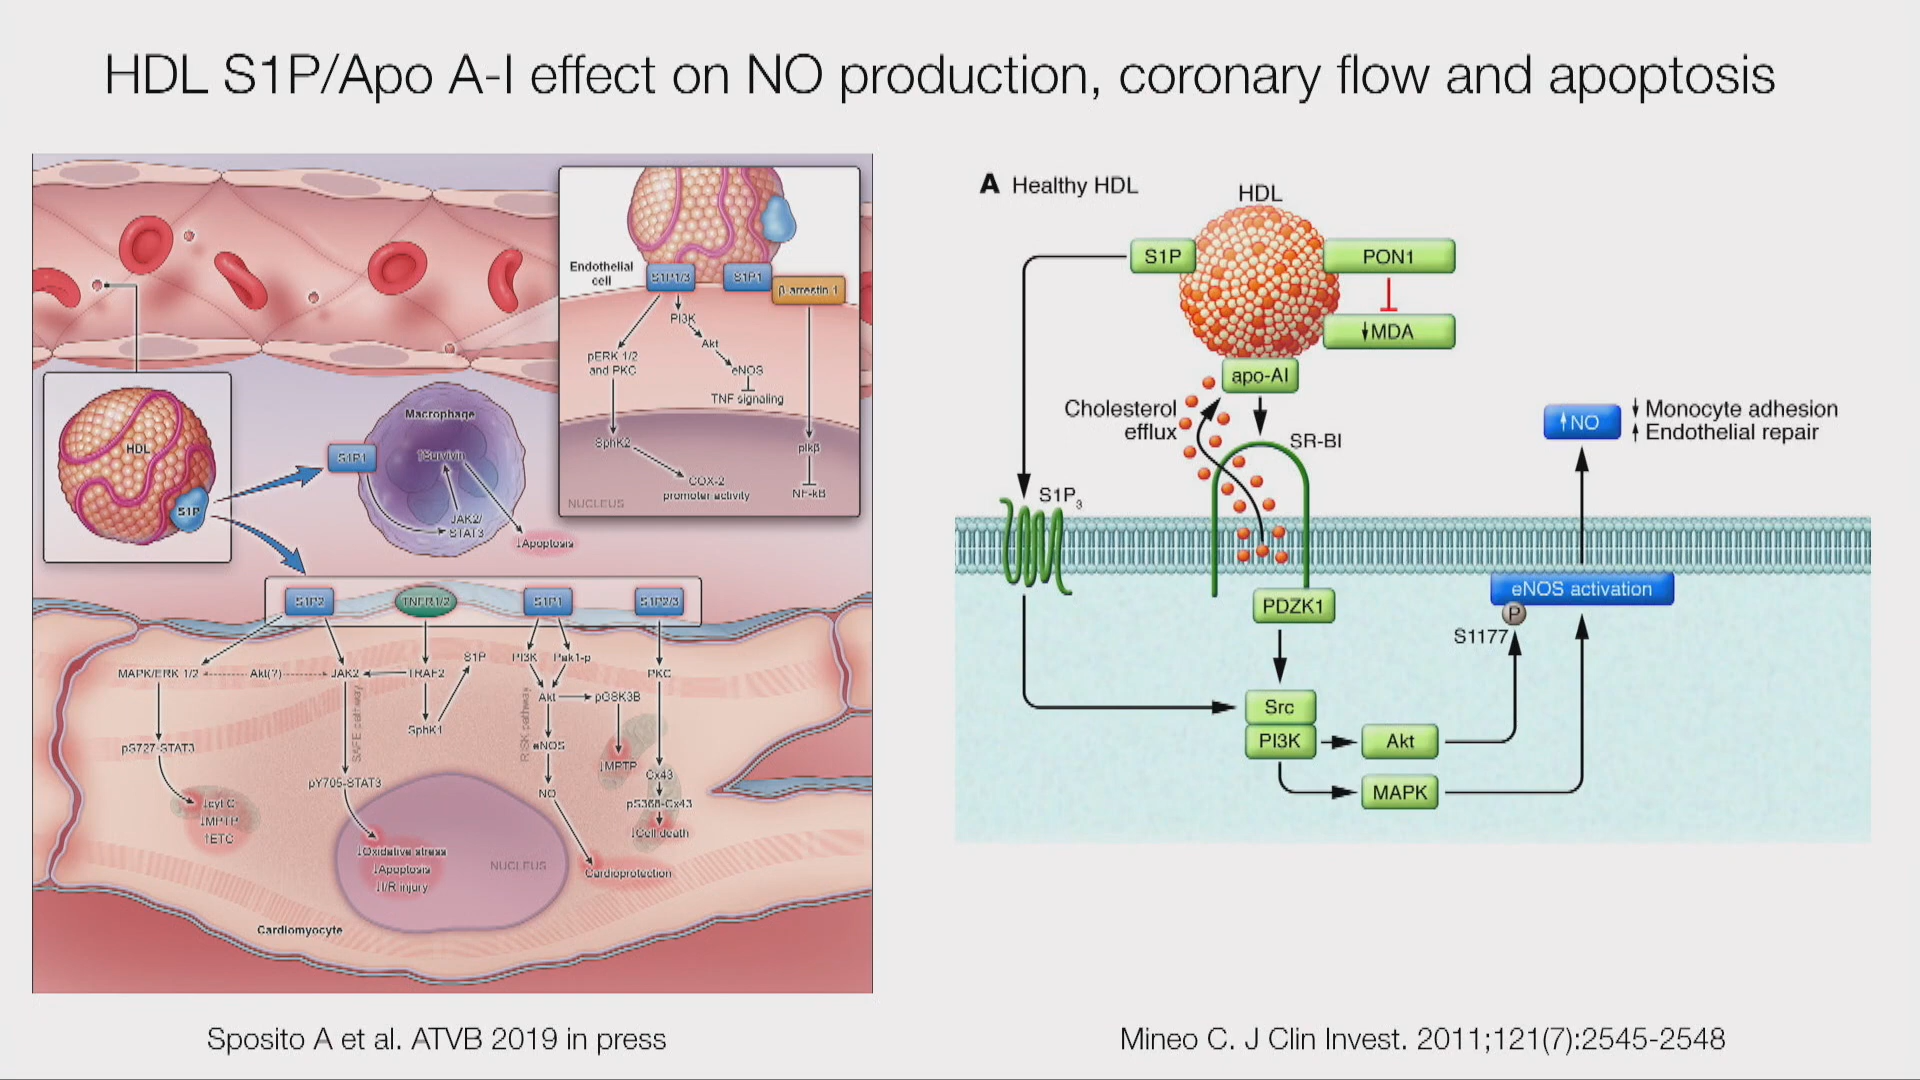 HDL S1P/Apo A-I effect on NO production, coronary flow and apoptosis
Endothelial
cell
S1P1/3
S1P1
β arrestin 1
PI3K
Akt
pERK 1/2
and PKC
eNOS
TNF signaling
SphK2
pIkβ
COX-2
promoter activity
NF-kB
NUCLEUS
HDL
S1P
Macrophage
S1P1
↑Survivin
JAK2/
STAT3
↓Apoptosis
S1P2
TNFR1/2
S1P1
S1P2/3
MAPK/ERK 1/2
Akt(?)
JAK2
TRAF2
S1P
PI3K
Pak1-p
PKC
Akt
pGSK3B
SAFE pathway
RISK pathway
SphK1
pS727-STAT3
eNOS
↓MPTP
Cx43
pY705-STAT3
NO
pS368-Cx43
↓cyt C
↓MPTP
↑ETC
↓Cell death
↓Oxidative stress
↓Apoptosis
↓I/R injury
NUCLEUS
Cardioprotection
Cardiomyocyte
Sposito A et al. ATVB 2019 in press
A Healthy HDL
HDL
S1P
PON1
↓MDA
apo-AI
Cholesterol
efflux
SR-BI
↑NO
↓ Monocyte adhesion
↑ Endothelial repair
S1P3
eNOS activation
P
S1177
PDZK1
Src
PI3K
Akt
MAPK
Mineo C. J Clin Invest. 2011;121(7):2545-2548